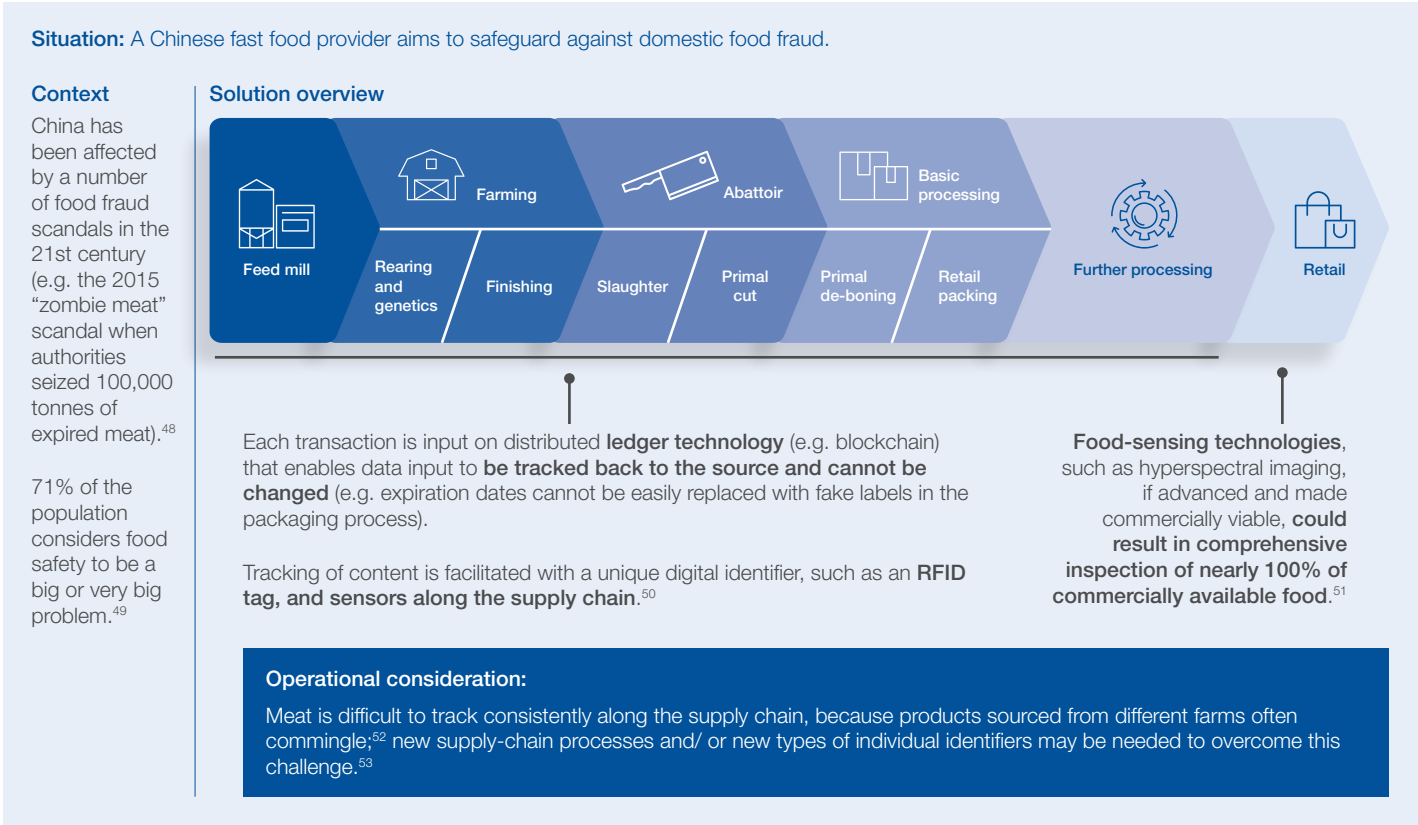 Situation: A Chinese fast food provider aims to safeguard against domestic food fraud.
Context
China has
been affected
by a number
of food fraud
scandals in the
21st century
(e.g. the 2015
“zombie meat”
scandal when
authorities
seized 100,000
tonnes of
expired meat).48
71% of the
population
considers food
safety to be a
big or very big
problem.49
Solution overview
Feed mill
Farming
Rearing
and
genetics
Finishing
Abattoir
Slaughter
Primal
cut
Basic
processing
Primal
de-boning
Retail
packing
Further processing
Retail
Each transaction is input on distributed ledger technology (e.g. blockchain)
that enables data input to be tracked back to the source and cannot be
changed (e.g. expiration dates cannot be easily replaced with fake labels in the
packaging process).
Tracking of content is facilitated with a unique digital identifier, such as an RFID
tag, and sensors along the supply chain.50
Food-sensing technologies,
such as hyperspectral imaging,
if advanced and made
commercially viable, could
result in comprehensive
inspection of nearly 100% of
commercially available food.51
Operational consideration:
Meat is difficult to track consistently along the supply chain, because products sourced from different farms often
commingle;52 new supply-chain processes and/ or new types of individual identifiers may be needed to overcome this
challenge.53